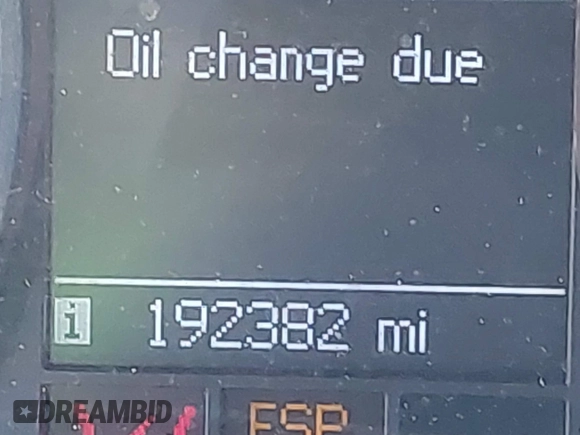 Oil change due
i 192382 mi
ESP
DREAMBID